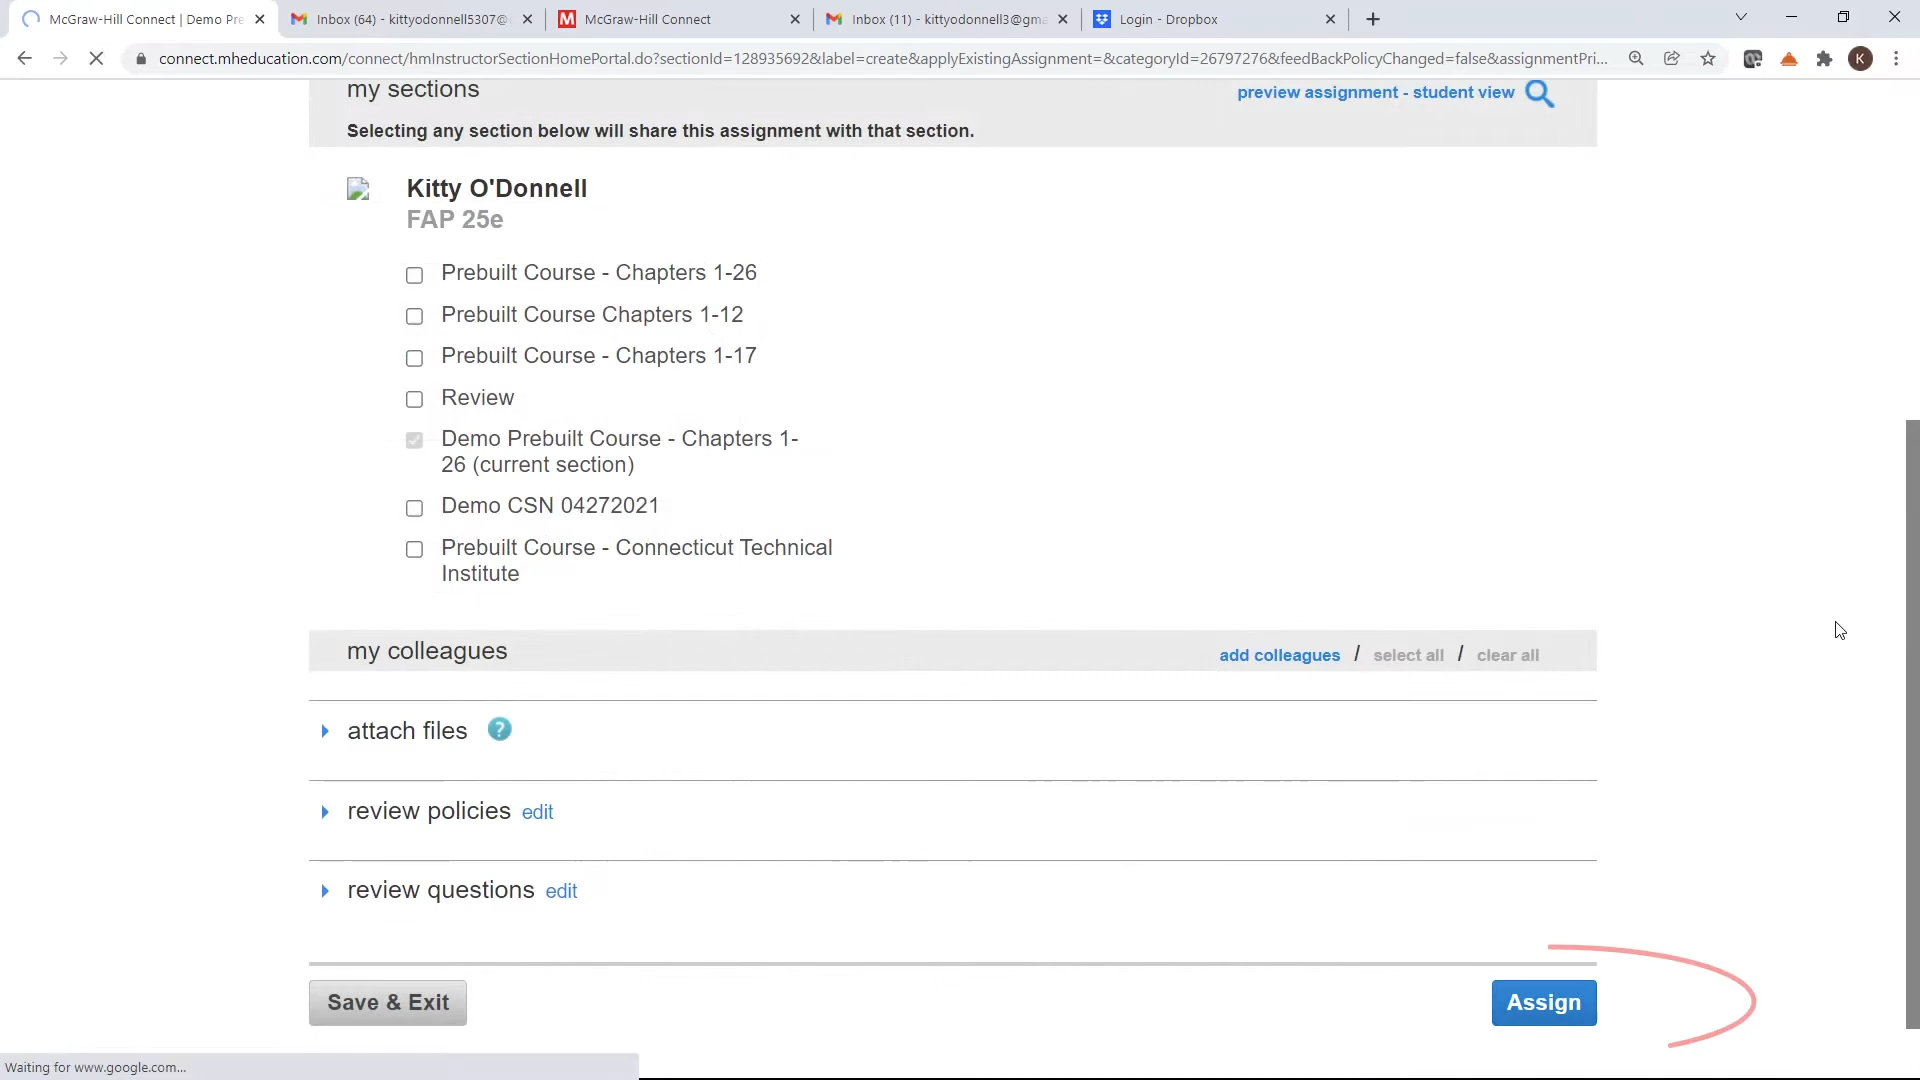 McGraw-Hill Connect | Demo Pre
Inbox (64) - kittyodonnell5307@
McGraw-Hill Connect
Inbox (11) - kittyodonnell3@gma
Login - Dropbox
connect.mheducation.com/connect/hmInstructorSectionHomePortal.do?sectionId=128935692&label=create&applyExistingAssignment=&categoryId=26797276&feedBackPolicyChanged=false&assignmentPri...
K
my sections
preview assignment - student view
Selecting any section below will share this assignment with that section.
Kitty O'Donnell
FAP 25e
Prebuilt Course - Chapters 1-26
Prebuilt Course Chapters 1-12
Prebuilt Course - Chapters 1-17
Review
Demo Prebuilt Course - Chapters 1-
26 (current section)
Demo CSN 04272021
Prebuilt Course - Connecticut Technical
Institute
my colleagues
add colleagues / select all / clear all
attach files ?
review policies edit
review questions edit
Save & Exit
Assign
Waiting for www.google.com...